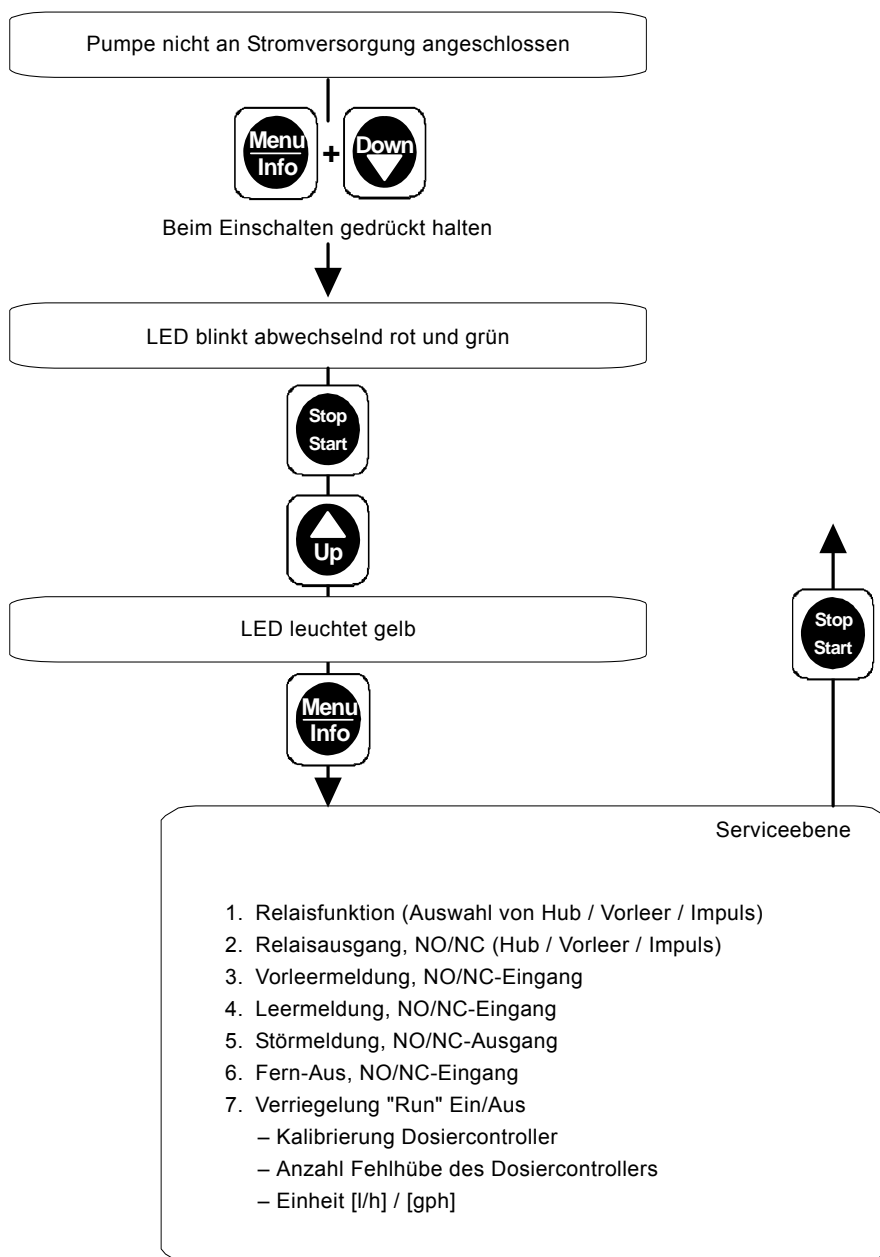 Pumpe nicht an Stromversorgung angeschlossen
Menu
Info
+
Down
Beim Einschalten gedrückt halten
LED blinkt abwechselnd rot und grün
Stop
Start
Up
LED leuchtet gelb
Menu
Info
Stop
Start
Serviceebene
1. Relaisfunktion (Auswahl von Hub / Vorleer / Impuls)
2. Relaisausgang, NO/NC (Hub / Vorleer / Impuls)
3. Vorleermeldung, NO/NC-Eingang
4. Leermeldung, NO/NC-Eingang
5. Störmeldung, NO/NC-Ausgang
6. Fern-Aus, NO/NC-Eingang
7. Verriegelung "Run" Ein/Aus
– Kalibrierung Dosiercontroller
– Anzahl Fehlhübe des Dosiercontrollers
– Einheit [l/h] / [gph]